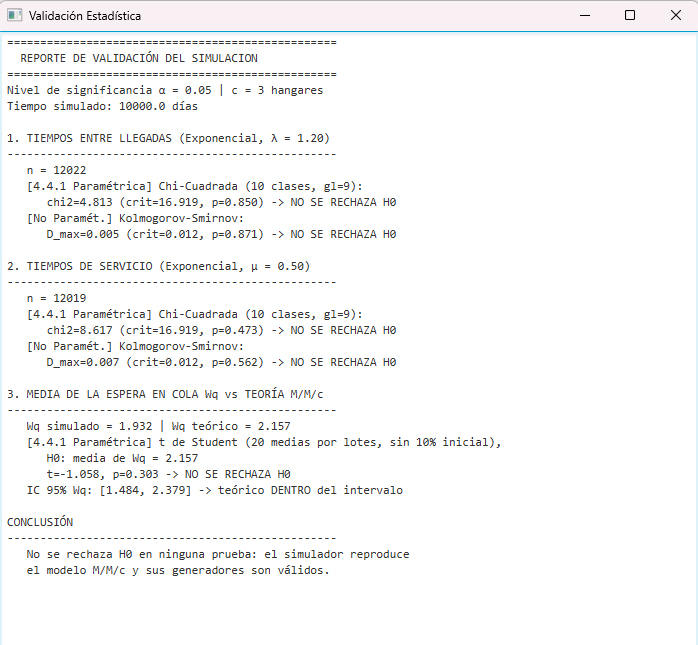 Validación Estadística
==================================================
REPORTE DE VALIDACIÓN DEL SIMULACION
==================================================
Nivel de significancia α = 0.05 | c = 3 hangares
Tiempo simulado: 10000.0 días
1. TIEMPOS ENTRE LLEGADAS (Exponencial, λ = 1.20)
--------------------------------------------------
n = 12022
[4.4.1 Paramétrica] Chi-Cuadrada (10 clases, gl=9):
chi2=4.813 (crit=16.919, p=0.850) -> NO SE RECHAZA H0
[No Paramét.] Kolmogorov-Smirnov:
D_max=0.005 (crit=0.012, p=0.871) -> NO SE RECHAZA H0
2. TIEMPOS DE SERVICIO (Exponencial, μ = 0.50)
--------------------------------------------------
n = 12019
[4.4.1 Paramétrica] Chi-Cuadrada (10 clases, gl=9):
chi2=8.617 (crit=16.919, p=0.473) -> NO SE RECHAZA H0
[No Paramét.] Kolmogorov-Smirnov:
D_max=0.007 (crit=0.012, p=0.562) -> NO SE RECHAZA H0
3. MEDIA DE LA ESPERA EN COLA Wq vs TEORÍA M/M/c
--------------------------------------------------
Wq simulado = 1.932 | Wq teórico = 2.157
[4.4.1 Paramétrica] t de Student (20 medias por lotes, sin 10% inicial),
H0: media de Wq = 2.157
t=-1.058, p=0.303 -> NO SE RECHAZA H0
IC 95% Wq: [1.484, 2.379] -> teórico DENTRO del intervalo
CONCLUSIÓN
--------------------------------------------------
No se rechaza H0 en ninguna prueba: el simulador reproduce
el modelo M/M/c y sus generadores son válidos.